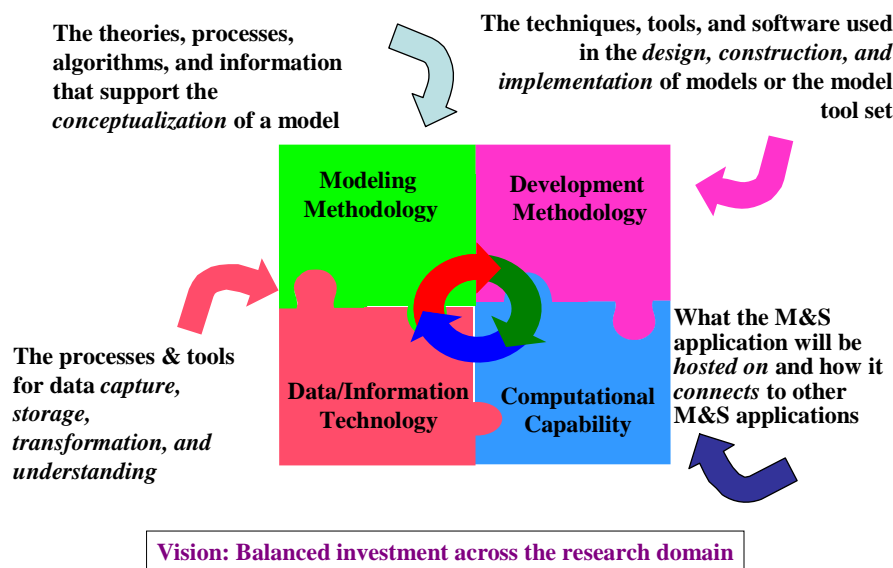 The theories, processes,
algorithms, and information
that support the
conceptualization of a model
The techniques, tools, and software used
in the design, construction, and
implementation of models or the model
tool set
Modeling
Methodology
Development
Methodology
The processes & tools
for data capture,
storage,
transformation, and
understanding
Data/Information
Technology
Computational
Capability
What the M&S
application will be
hosted on and how it
connects to other
M&S applications
Vision: Balanced investment across the research domain